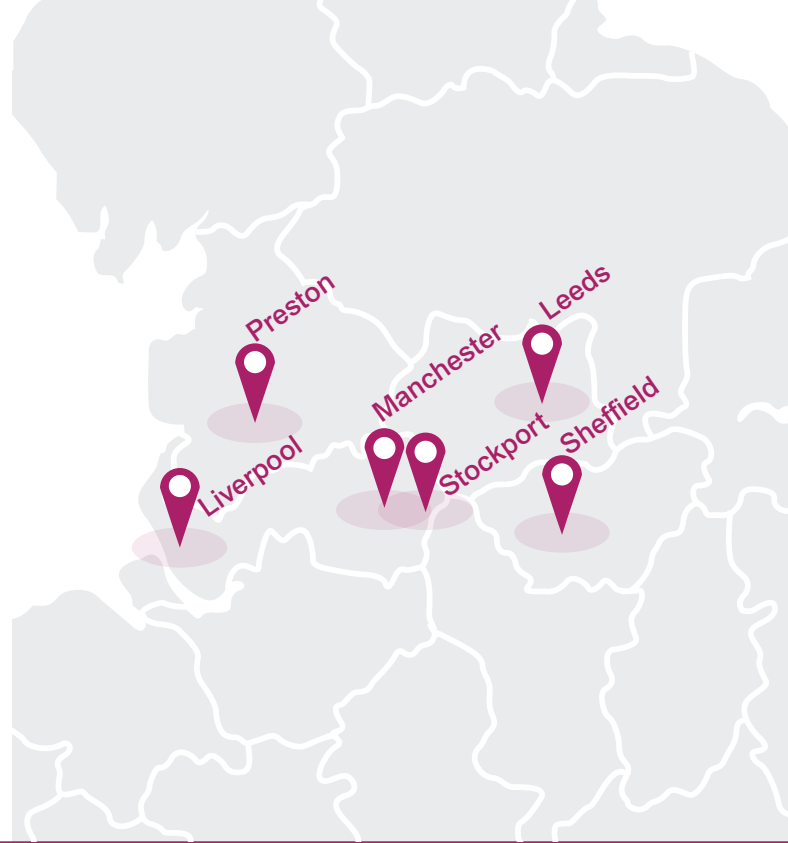 Preston
Leeds
Manchester
Sheffield
Stockport
Liverpool